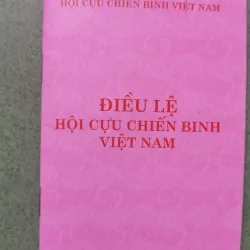 HỘI CỰU CHIẾN BINH VIỆT NAM
ĐIỀU LỆ
HỘI CỰU CHIẾN BINH
VIỆT NAM